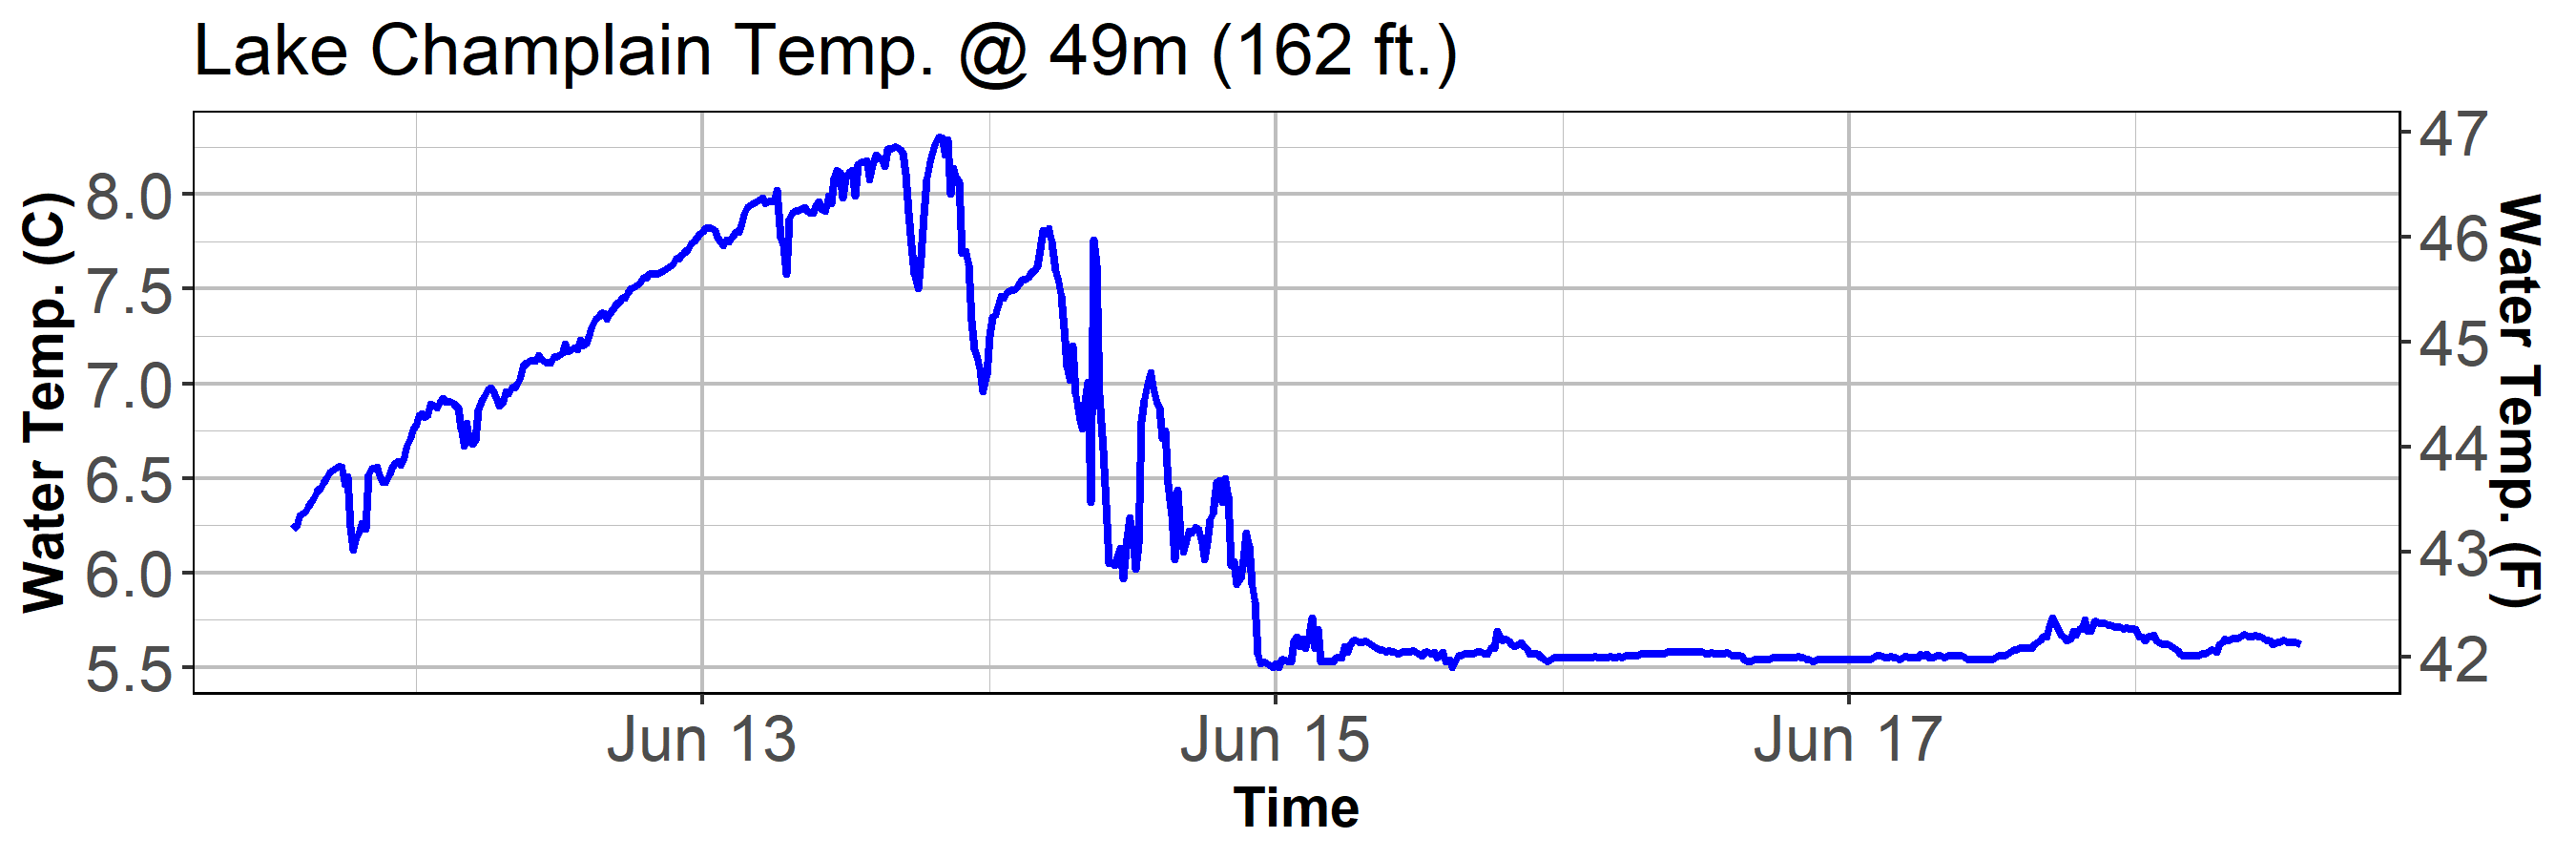 Lake Champlain Temp. @ 49m (162 ft.)
Water Temp. (C)
8.0
7.5
7.0
6.5
6.0
5.5
47
46
45
44
43
42
Water Temp. (F)
Jun 13 Jun 15 Jun 17
Time